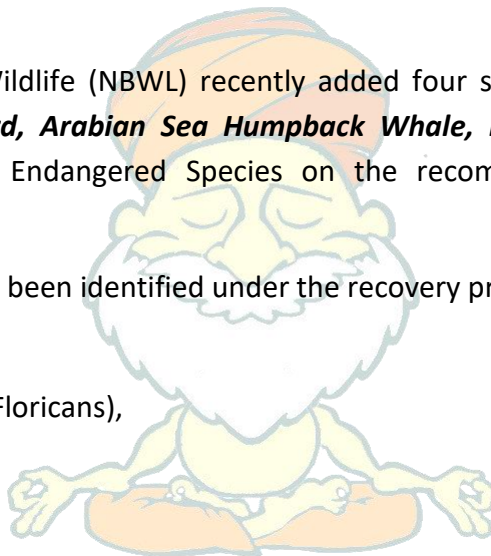 Wildlife (NBWL) recently added four s
d, Arabian Sea Humpback Whale,
Endangered Species on the recom
been identified under the recovery pr
Floricans),